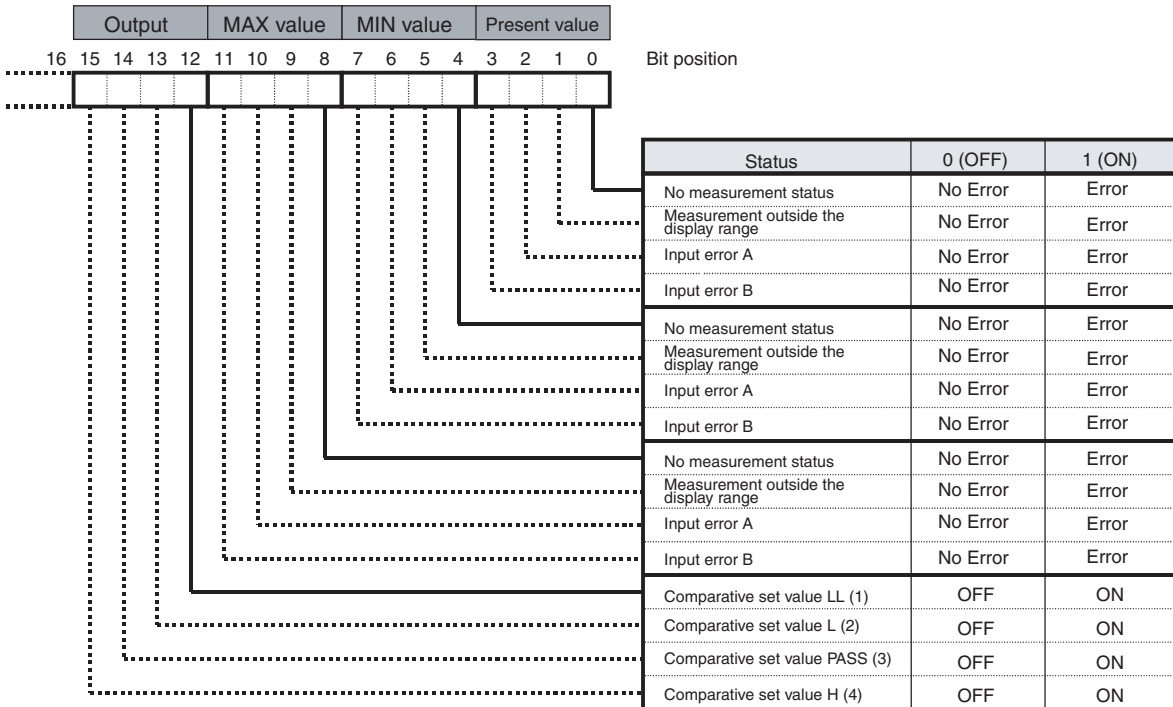 Output MAX value MIN value Present value
16 15 14 13 12 11 10 9 8 7 6 5 4 3 2 1 0 Bit position
Status 0 (OFF) 1 (ON)
No measurement status No Error Error
Measurement outside the
display range No Error Error
Input error A No Error Error
Input error B No Error Error
No measurement status No Error Error
Measurement outside the
display range No Error Error
Input error A No Error Error
Input error B No Error Error
No measurement status No Error Error
Measurement outside the
display range No Error Error
Input error A No Error Error
Input error B No Error Error
Comparative set value LL (1) OFF ON
Comparative set value L (2) OFF ON
Comparative set value PASS (3) OFF ON
Comparative set value H (4) OFF ON